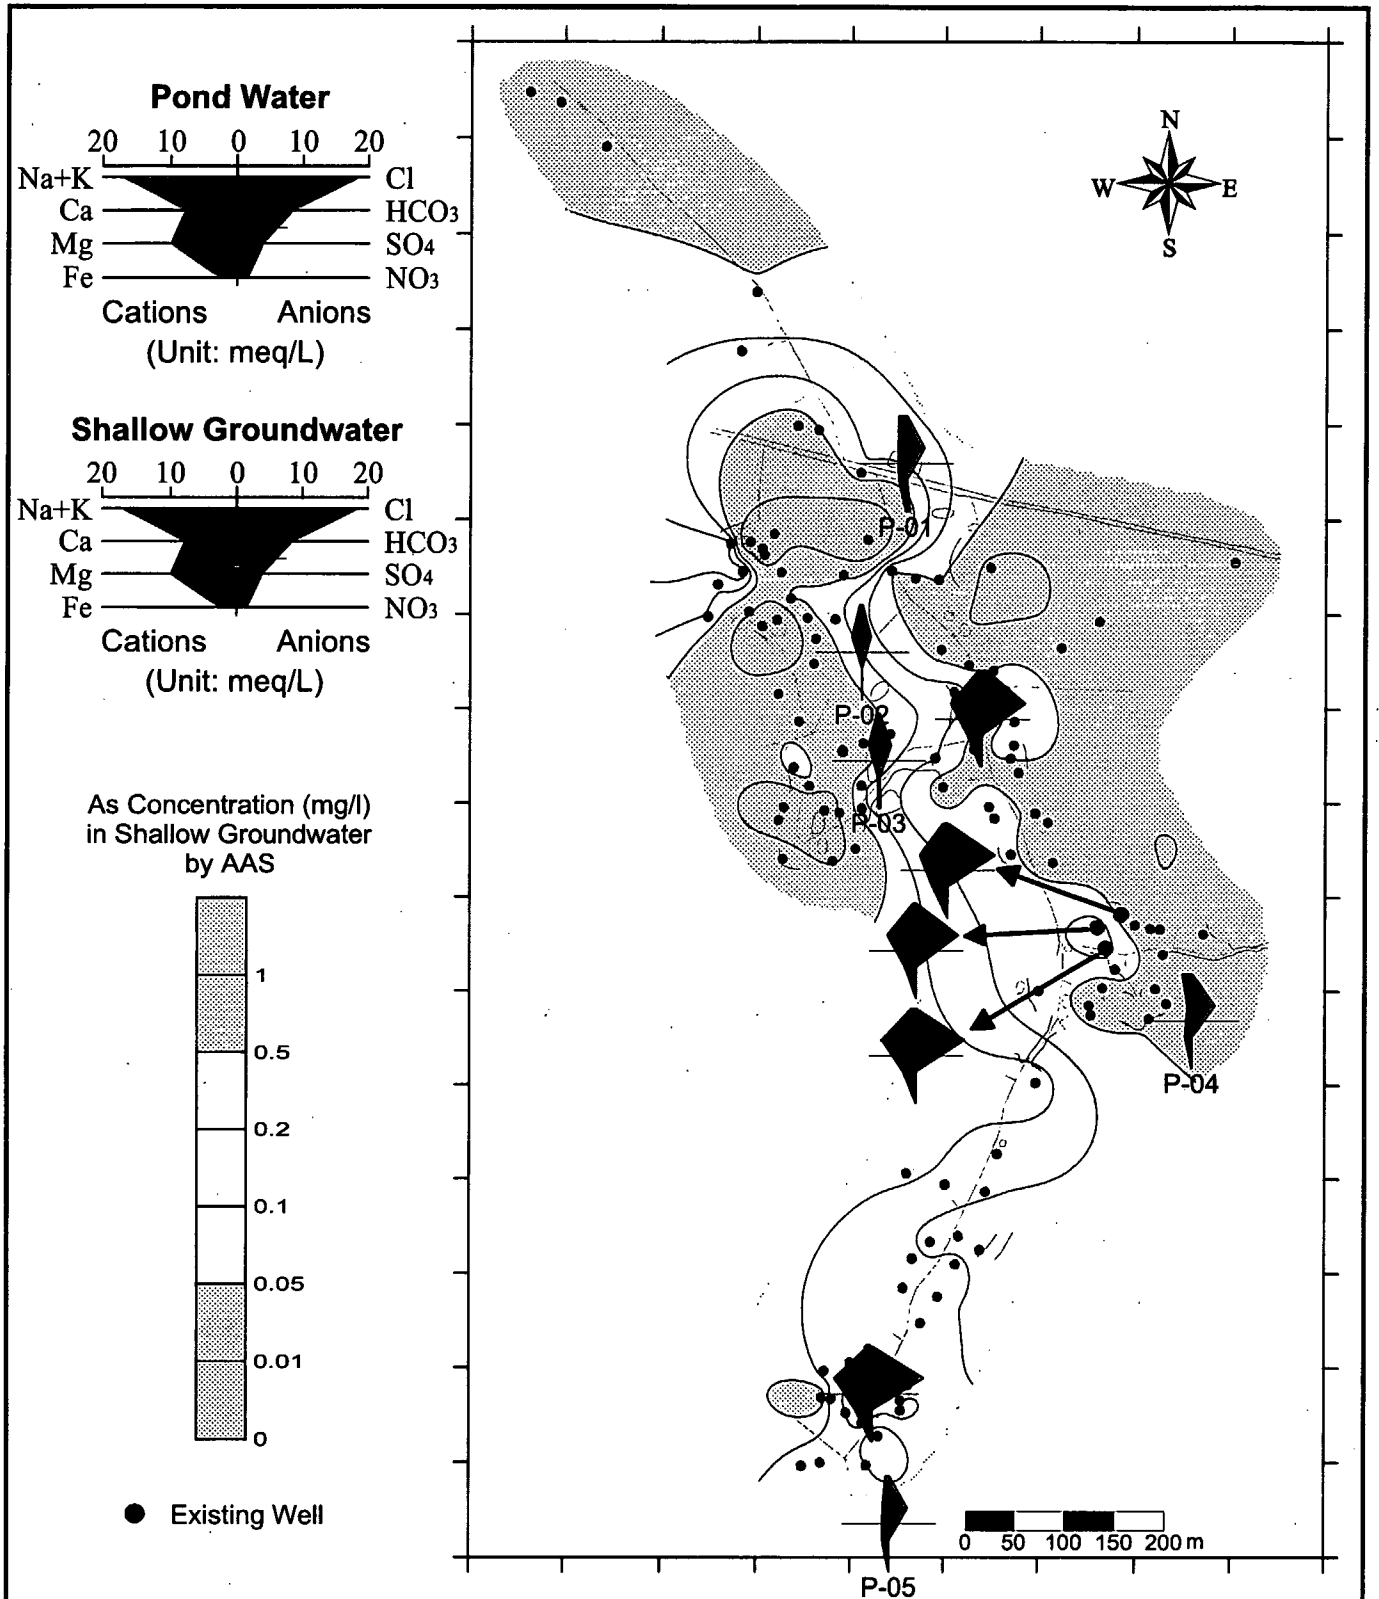 Pond Water
20 10 0 10 20
Na+K Cl
Ca HCO3
Mg SO4
Fe NO3
Cations Anions
(Unit: meq/L)
Shallow Groundwater
20 10 0 10 20
Na+K Cl
Ca HCO3
Mg SO4
Fe NO3
Cations Anions
(Unit: meq/L)
As Concentration (mg/l)
in Shallow Groundwater
by AAS
1
0.5
0.2
0.1
0.05
0.01
0
Existing Well
N
W E
S
P-01
P-02
P-03
P-04
P-05
0 50 100 150 200 m